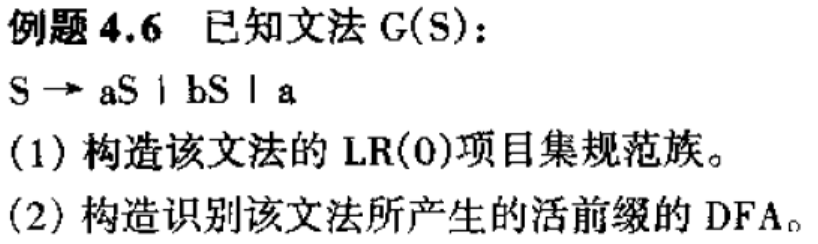 例题 4.6 已知文法 G(S)：
S → aS | bS | a
(1) 构造该文法的 LR(0)项目集规范族。
(2) 构造识别该文法所产生的活前缀的 DFA。